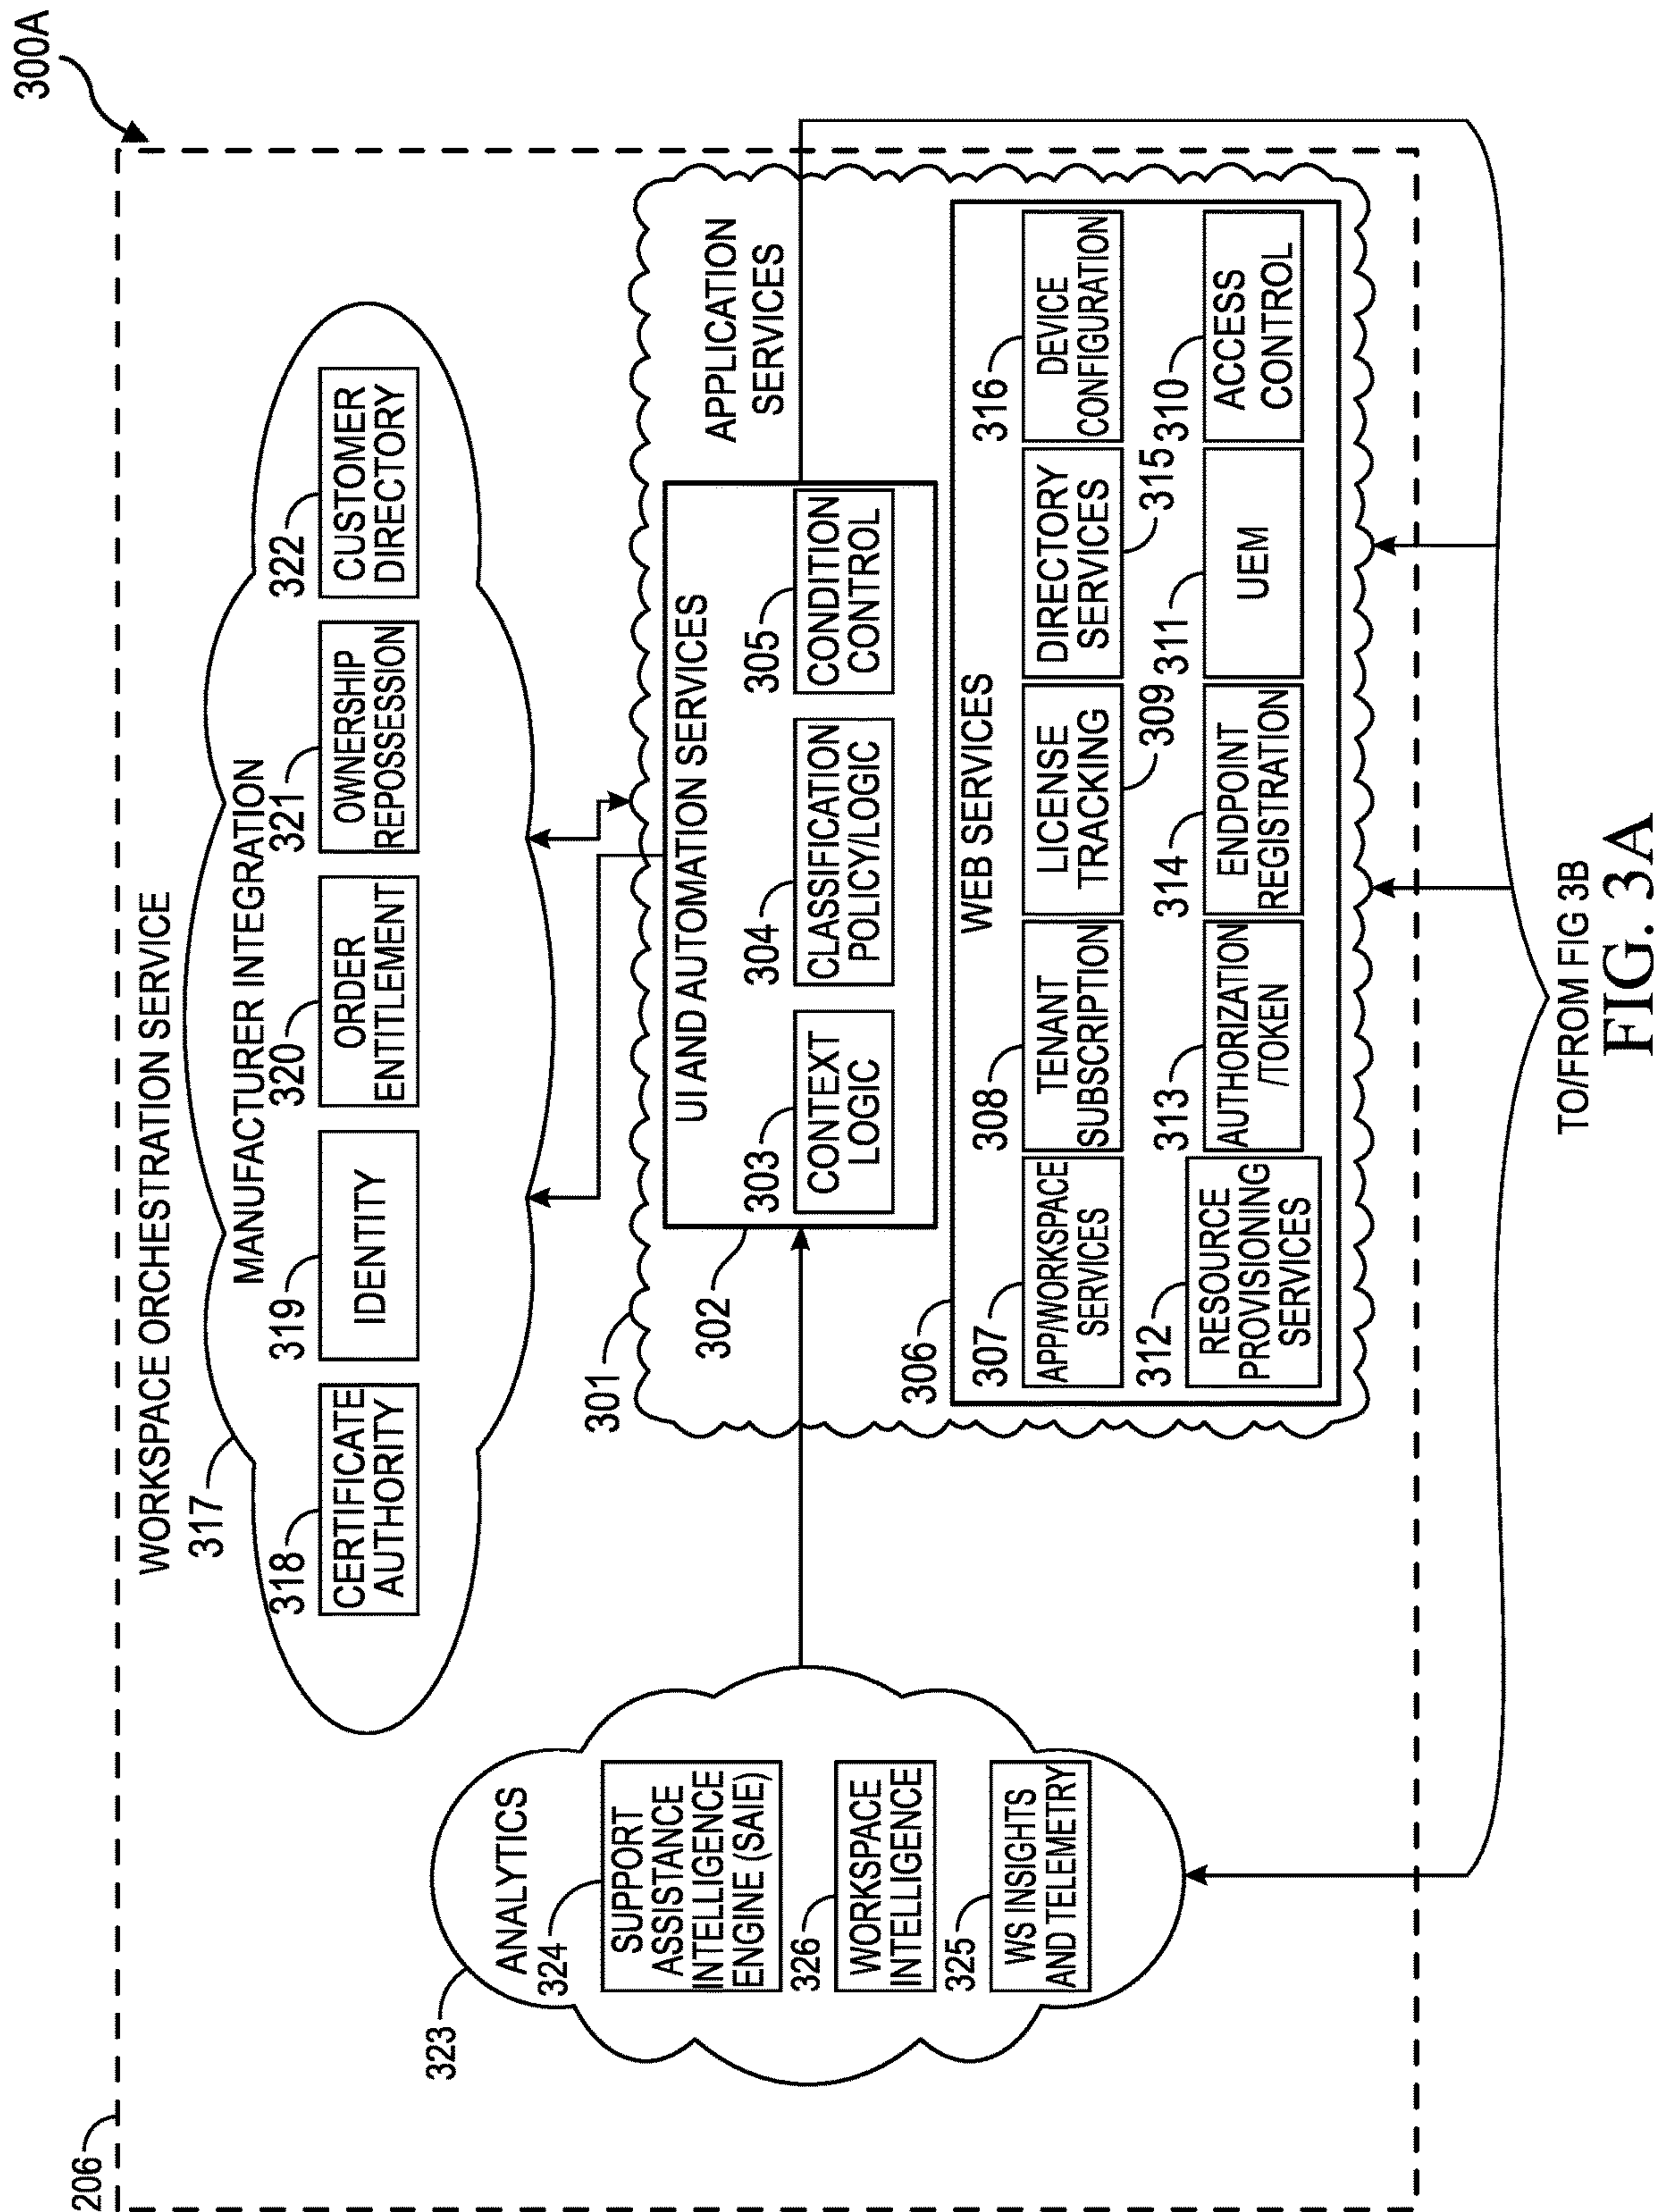 300A
206
WORKSPACE ORCHESTRATION SERVICE
317
MANUFACTURER INTEGRATION
318
CERTIFICATE
AUTHORITY
319
IDENTITY
320
ORDER
ENTITLEMENT
321
OWNERSHIP
REPOSSESSION
322
CUSTOMER
DIRECTORY
323
ANALYTICS
324
SUPPORT
ASSISTANCE
INTELLIGENCE
ENGINE (SAIE)
326
WORKSPACE
INTELLIGENCE
325
WS INSIGHTS
AND TELEMETRY
301
APPLICATION
SERVICES
302
UI AND AUTOMATION SERVICES
303
CONTEXT
LOGIC
304
CLASSIFICATION
POLICY/LOGIC
305
CONDITION
CONTROL
306
WEB SERVICES
307
APP/WORKSPACE
SERVICES
308
TENANT
SUBSCRIPTION
LICENSE
TRACKING
309
DIRECTORY
SERVICES
315
316
DEVICE
CONFIGURATION
312
RESOURCE
PROVISIONING
SERVICES
313
AUTHORIZATION
/TOKEN
314
ENDPOINT
REGISTRATION
311
UEM
310
ACCESS
CONTROL
TO/FROM FIG 3B
FIG. 3A